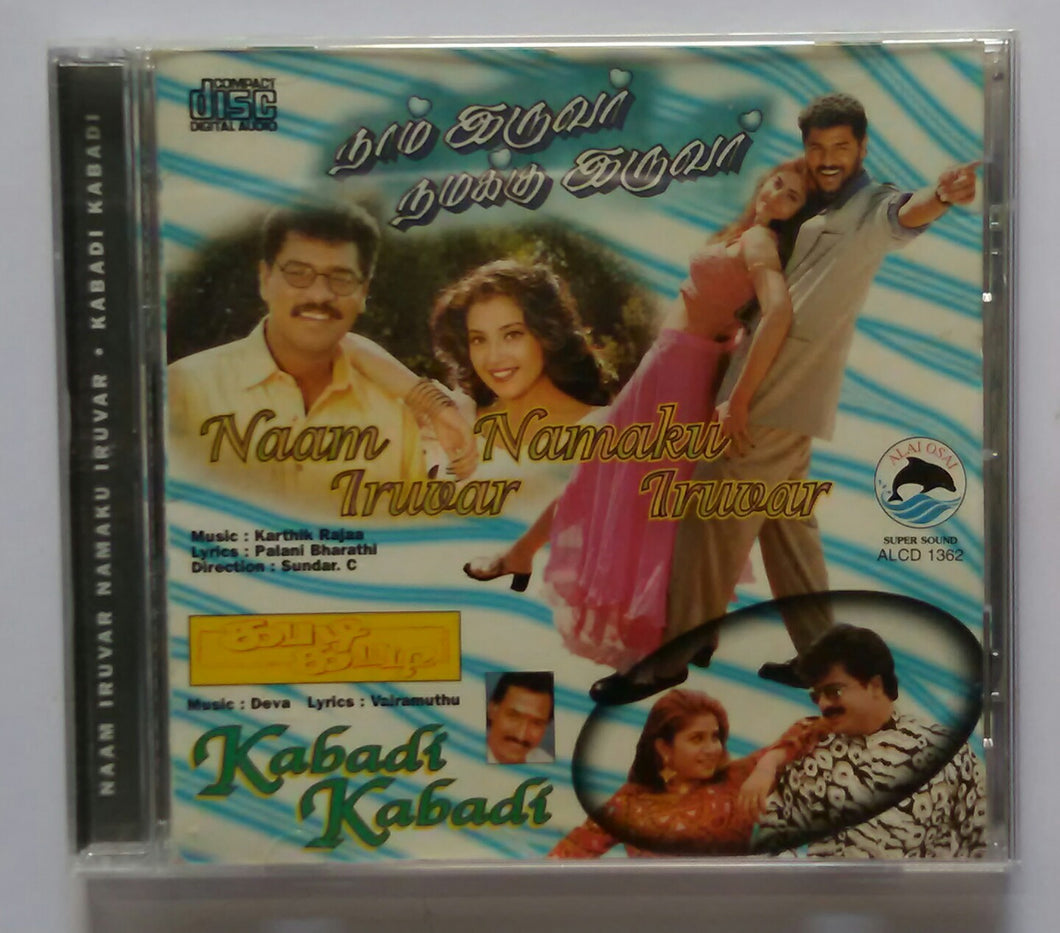 NAAM IRUVAR NAMAKU IRUVAR • KABADI KABADI
COMPACT
disc
DIGITAL AUDIO
நாம் இருவர்
நமக்கு இருவர்
Naam Namaku
Iruvar Iruvar
Music : Karthik Rajaa
Lyrics : Palani Bharathi
Direction : Sundar. C
ALAI OSAI
SUPER SOUND
ALCD 1362
கபடி
கபடி
Music : Deva Lyrics : Vairamuthu
Kabadi
Kabadi